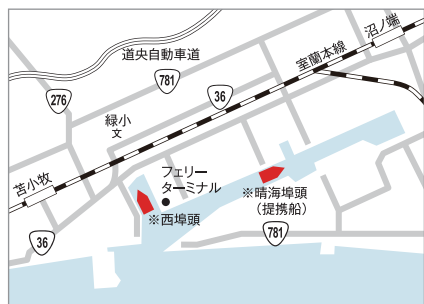 沼ノ端
道央自動車道
室蘭本線
781
276
36
緑小
文
フェリー
ターミナル
苫小牧
※晴海埠頭
(提携船)
※西埠頭
781
36